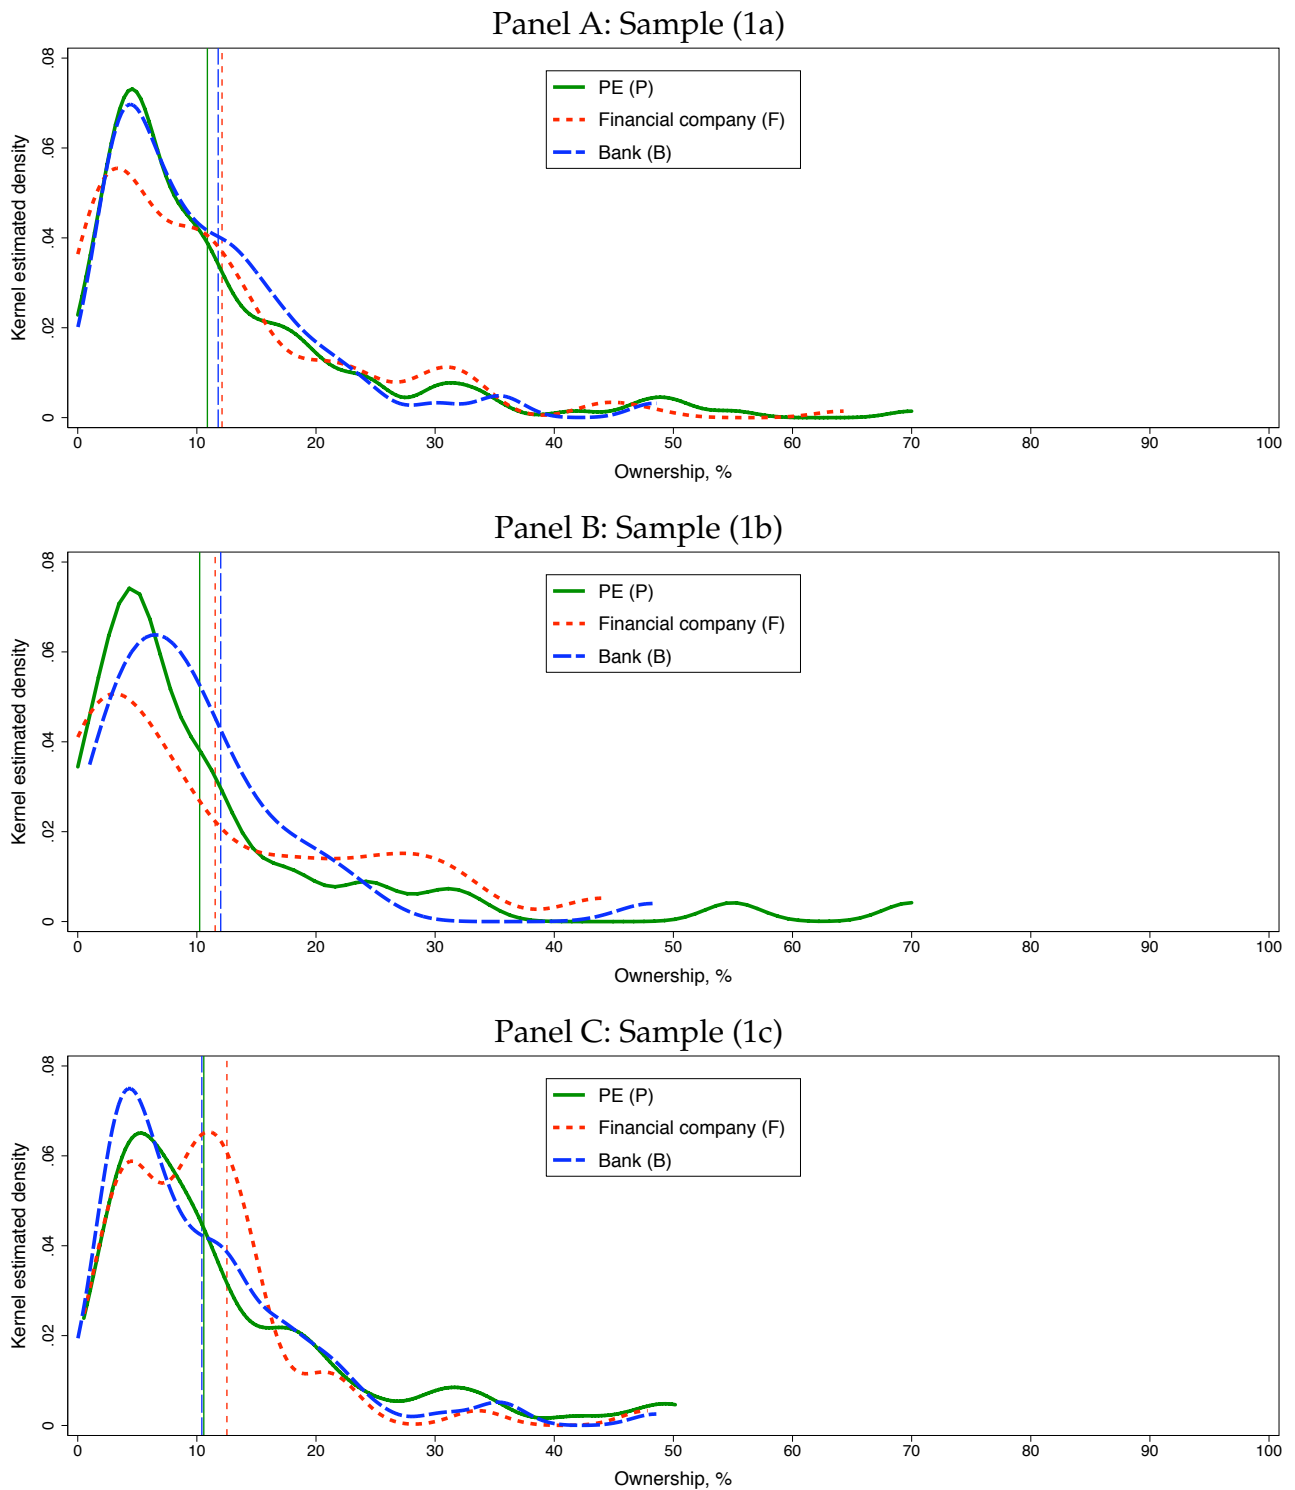 Panel A: Sample (1a)
Kernel estimated density
.08
.06
.04
.02
0
PE (P)
Financial company (F)
Bank (B)
0 10 20 30 40 50 60 70 80 90 100
Ownership, %
Panel B: Sample (1b)
Kernel estimated density
.08
.06
.04
.02
0
PE (P)
Financial company (F)
Bank (B)
0 10 20 30 40 50 60 70 80 90 100
Ownership, %
Panel C: Sample (1c)
Kernel estimated density
.08
.06
.04
.02
0
PE (P)
Financial company (F)
Bank (B)
0 10 20 30 40 50 60 70 80 90 100
Ownership, %